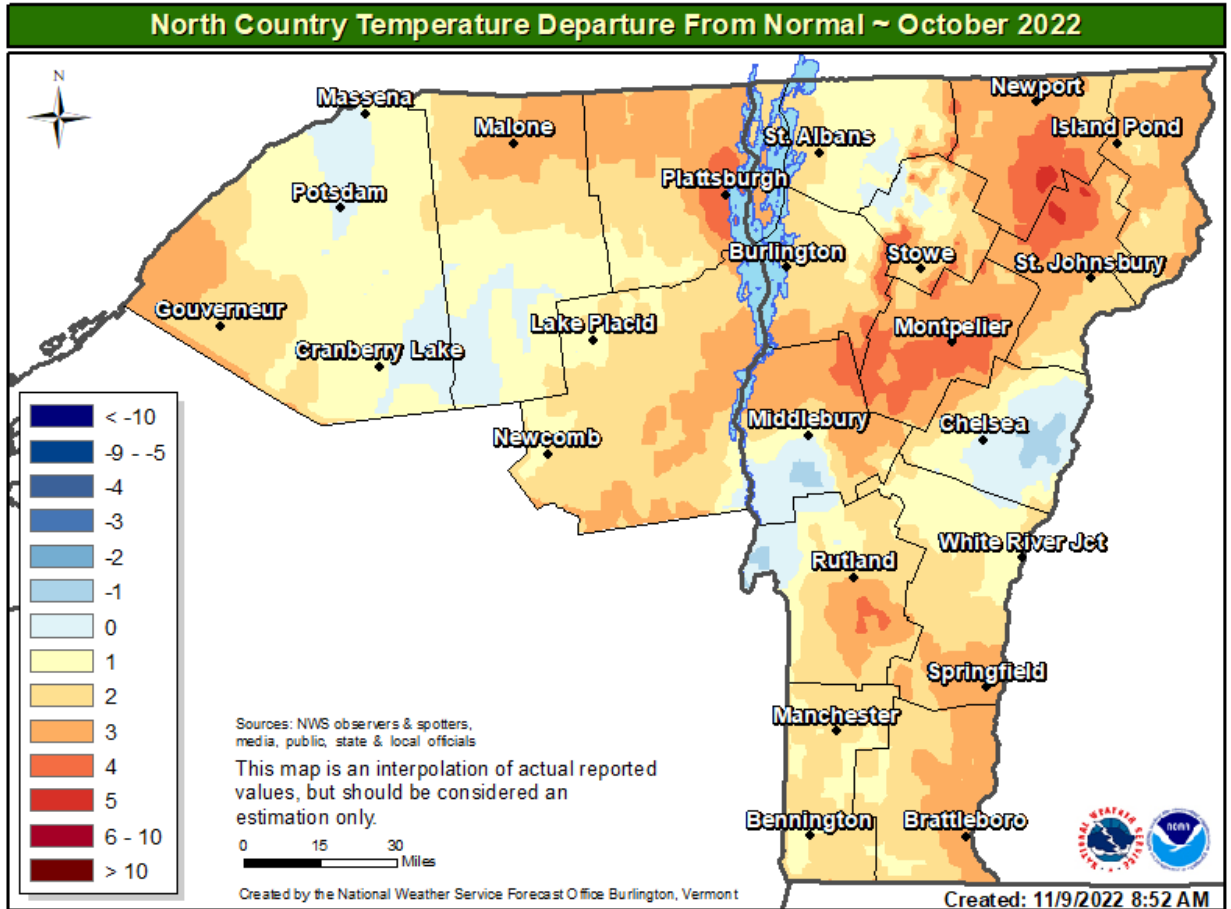 North Country Temperature Departure From Normal ~ October 2022
N
Massena
Malone
Newport
Island Pond
St. Albans
Potsdam
Plattsburgh
Burlington
Stowe
St. Johnsbury
Gouverneur
Lake Placid
Montpelier
Cranberry Lake
Middlebury
Chelsea
Newcomb
White River Jct
Rutland
Springfield
Manchester
Bennington
Brattleboro
< -10
-9 - -5
-4
-3
-2
-1
0
1
2
3
4
5
6 - 10
> 10
Sources: NWS observers & spotters,
media, public, state & local officials
This map is an interpolation of actual reported
values, but should be considered an
estimation only.
0 15 30
Miles
Created by the National Weather Service Forecast Office Burlington, Vermont
NATIONAL WEATHER SERVICE
NOAA
Created: 11/9/2022 8:52 AM